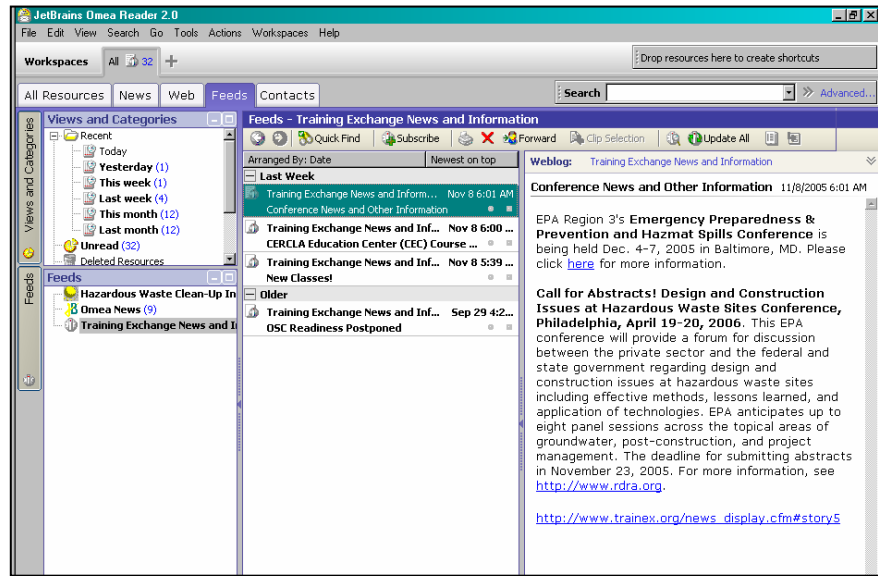 JetBrains Omea Reader 2.0
File Edit View Search Go Tools Actions Workspaces Help
Workspaces All 32
Drop resources here to create shortcuts
All Resources News Web Feeds Contacts
Search Advanced...
Views and Categories
Views and Categories
Recent
Today
Yesterday (1)
This week (1)
Last week (4)
This month (12)
Last month (12)
Unread (32)
Deleted Resources
Feeds
Feeds
Hazardous Waste Clean-Up In
Omea News (9)
Training Exchange News and I
Feeds - Training Exchange News and Information
Quick Find Subscribe Forward Clip Selection Update All
Arranged By: Date Newest on top
Last Week
Training Exchange News and Inform... Nov 8 6:01 AM
Conference News and Other Information
Training Exchange News and Inf... Nov 8 6:00 ...
CERCLA Education Center (CEC) Course ...
Training Exchange News and Inf... Nov 8 5:39 ...
New Classes!
Older
Training Exchange News and Inf... Sep 29 4:2...
OSC Readiness Postponed
Weblog: Training Exchange News and Information
Conference News and Other Information 11/8/2005 6:01 AM
EPA Region 3's Emergency Preparedness &
Prevention and Hazmat Spills Conference is
being held Dec. 4-7, 2005 in Baltimore, MD. Please
click here for more information.
Call for Abstracts! Design and Construction
Issues at Hazardous Waste Sites Conference,
Philadelphia, April 19-20, 2006. This EPA
conference will provide a forum for discussion
between the private sector and the federal and
state government regarding design and
construction issues at hazardous waste sites
including effective methods, lessons learned, and
application of technologies. EPA anticipates up to
eight panel sessions across the topical areas of
groundwater, post-construction, and project
management. The deadline for submitting abstracts
in November 23, 2005. For more information, see
http://www.rdra.org.
http://www.trainex.org/news_display.cfm#story5